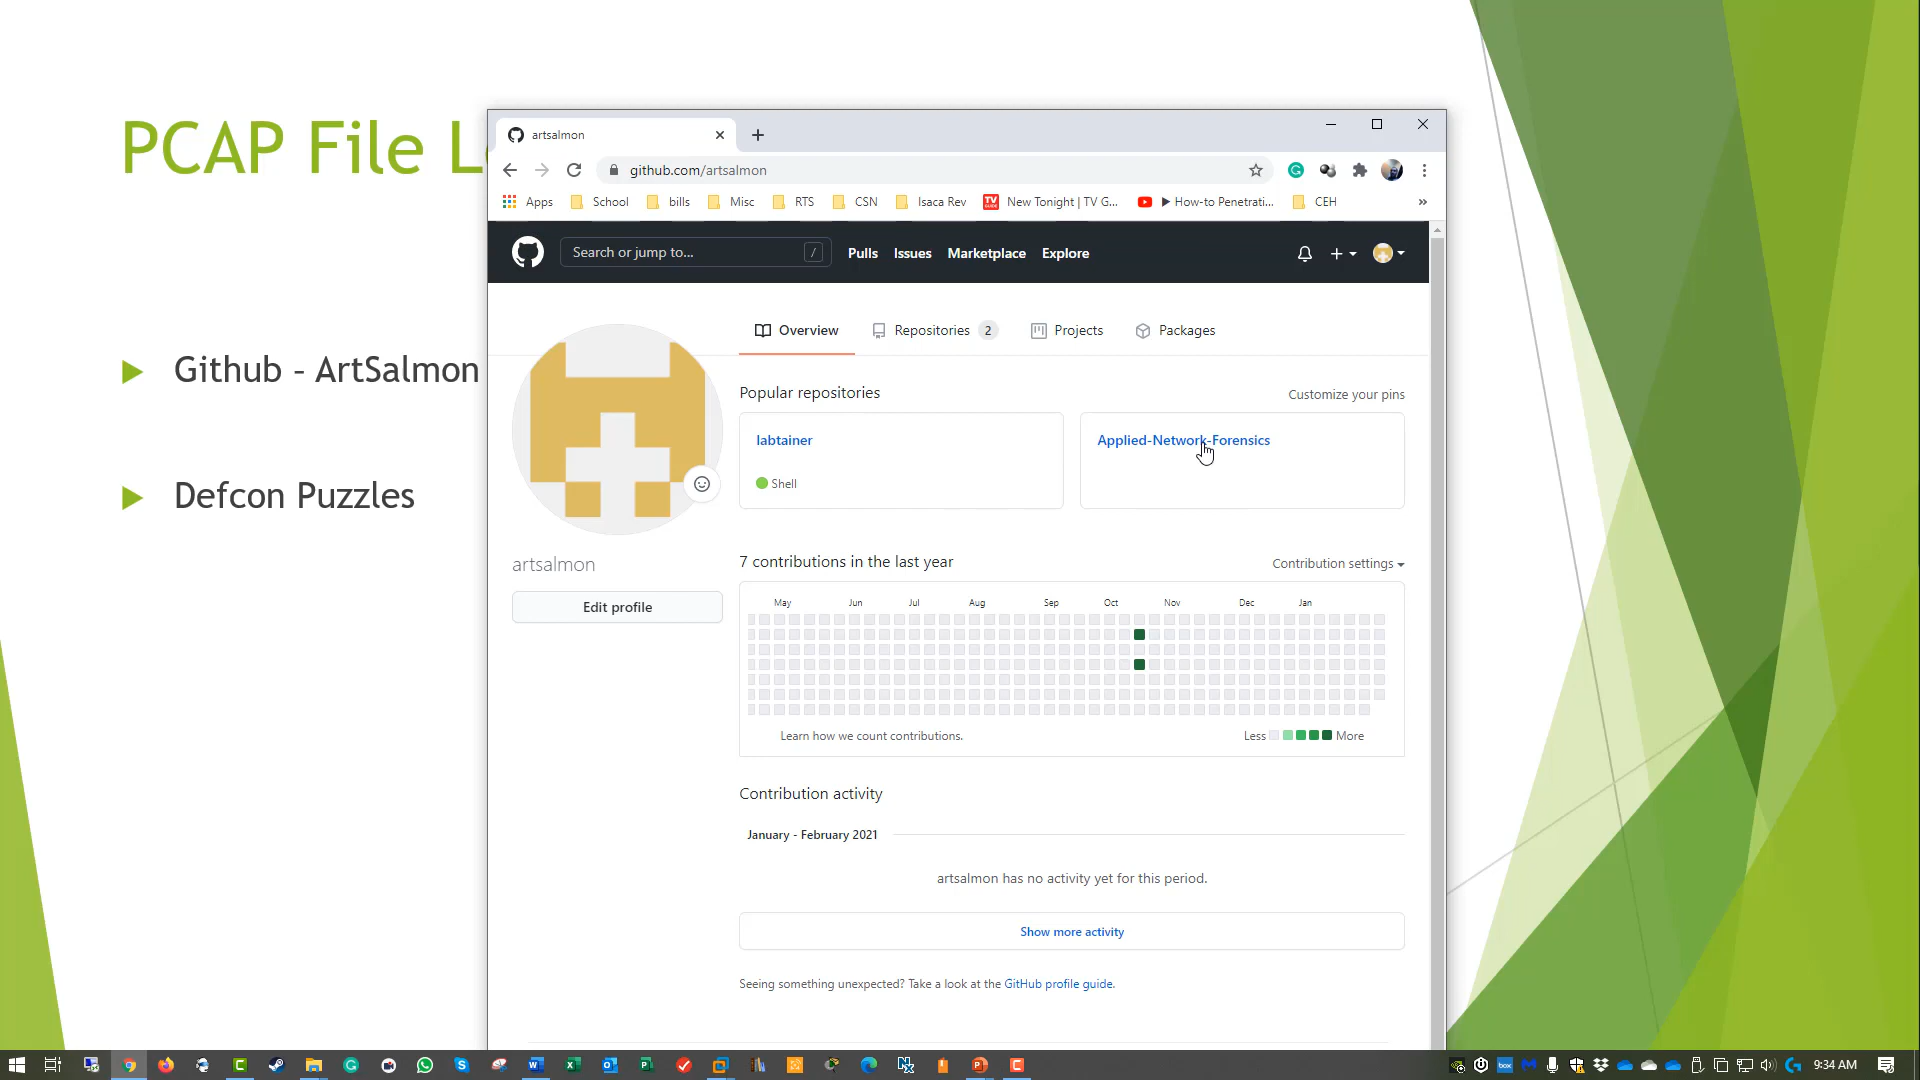 PCAP File L
Github – ArtSalmon
Defcon Puzzles
artsalmon
github.com/artsalmon
Apps School bills Misc RTS CSN Isaca Rev New Tonight | TV G... ▶ How-to Penetrati... CEH »
Search or jump to... / Pulls Issues Marketplace Explore
Overview Repositories 2 Projects Packages
Popular repositories Customize your pins
labtainer Applied-Network-Forensics
Shell
artsalmon
Edit profile
7 contributions in the last year Contribution settings
May Jun Jul Aug Sep Oct Nov Dec Jan
Learn how we count contributions. Less More
Contribution activity
January - February 2021
artsalmon has no activity yet for this period.
Show more activity
Seeing something unexpected? Take a look at the GitHub profile guide.
9:34 AM